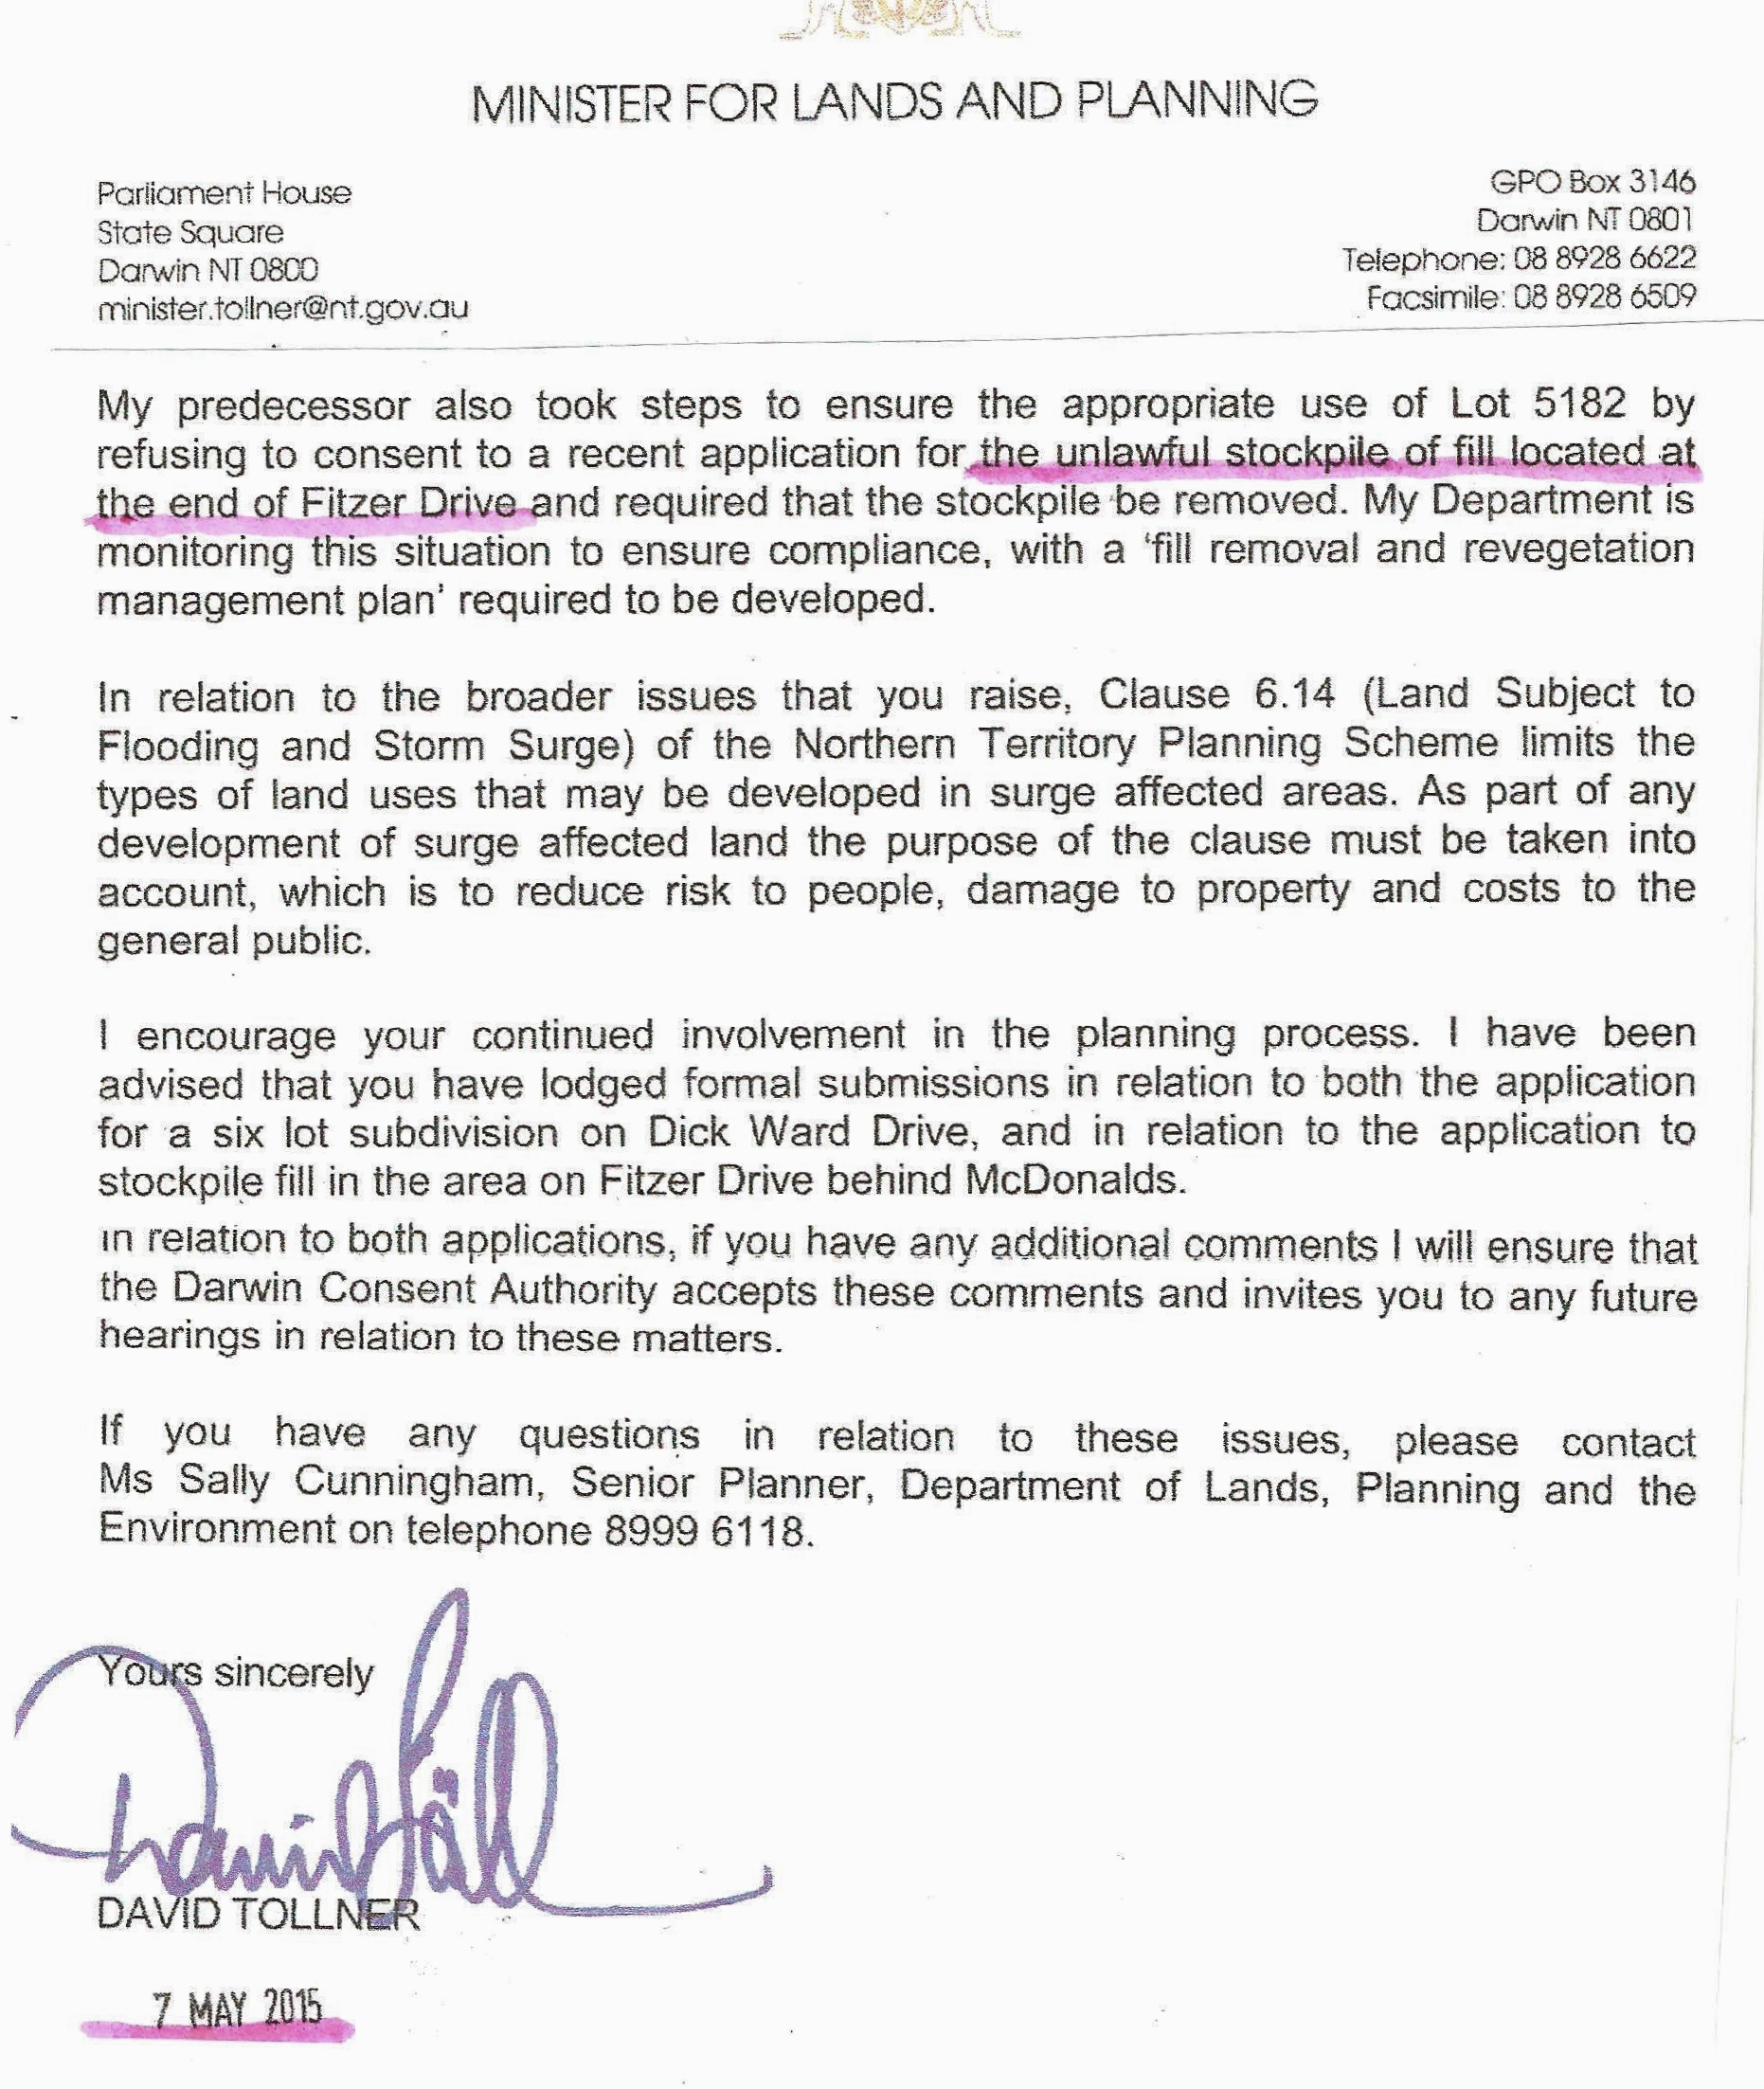 MINISTER FOR LANDS AND PLANNING
Parliament House
State Square
Darwin NT 0800
minister.tollner@nt.gov.au
GPO Box 3146
Darwin NT 0801
Telephone: 08 8928 6622
Facsimile: 08 8928 6509
My predecessor also took steps to ensure the appropriate use of Lot 5182 by
refusing to consent to a recent application for the unlawful stockpile of fill located at
the end of Fitzer Drive and required that the stockpile be removed. My Department is
monitoring this situation to ensure compliance, with a ‘fill removal and revegetation
management plan’ required to be developed.
In relation to the broader issues that you raise, Clause 6.14 (Land Subject to
Flooding and Storm Surge) of the Northern Territory Planning Scheme limits the
types of land uses that may be developed in surge affected areas. As part of any
development of surge affected land the purpose of the clause must be taken into
account, which is to reduce risk to people, damage to property and costs to the
general public.
I encourage your continued involvement in the planning process. I have been
advised that you have lodged formal submissions in relation to both the application
for a six lot subdivision on Dick Ward Drive, and in relation to the application to
stockpile fill in the area on Fitzer Drive behind McDonalds.
in relation to both applications, if you have any additional comments I will ensure that
the Darwin Consent Authority accepts these comments and invites you to any future
hearings in relation to these matters.
If you have any questions in relation to these issues, please contact
Ms Sally Cunningham, Senior Planner, Department of Lands, Planning and the
Environment on telephone 8999 6118.
Yours sincerely
DAVID TOLLNER
7 MAY 2015